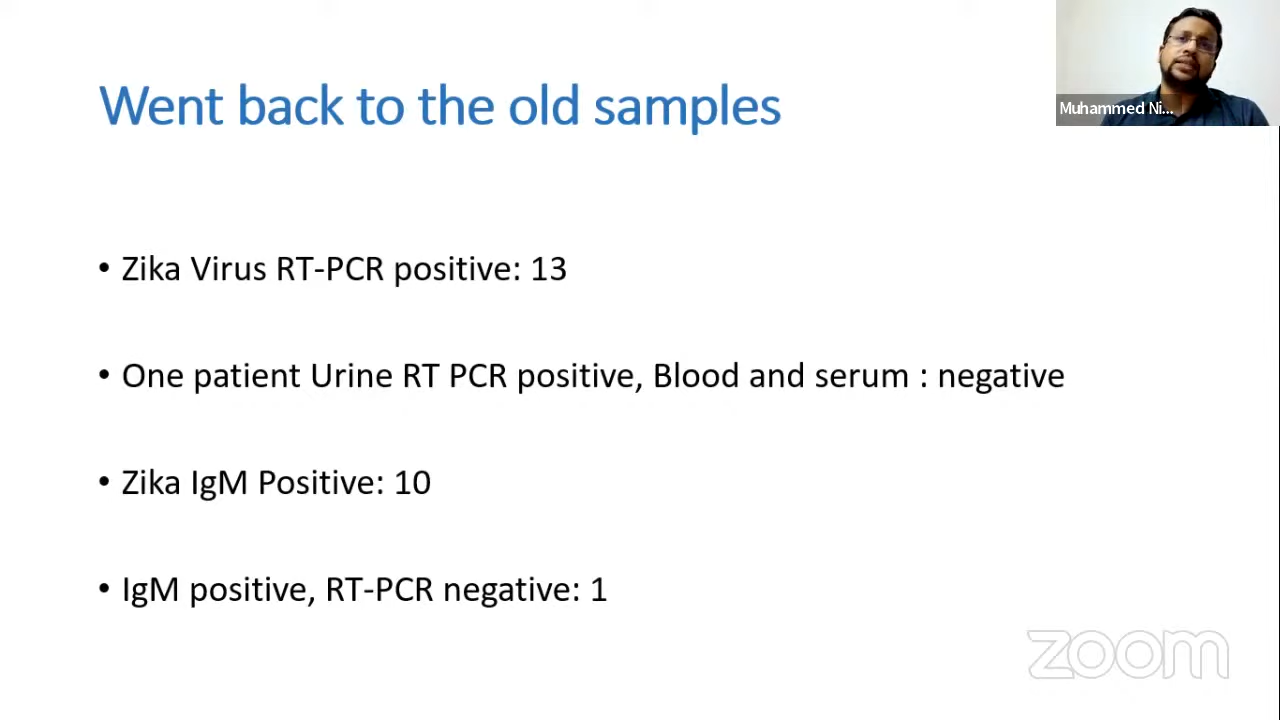 Went back to the old samples
Muhammed Ni...
• Zika Virus RT-PCR positive: 13
• One patient Urine RT PCR positive, Blood and serum : negative
• Zika IgM Positive: 10
• IgM positive, RT-PCR negative: 1
zoom